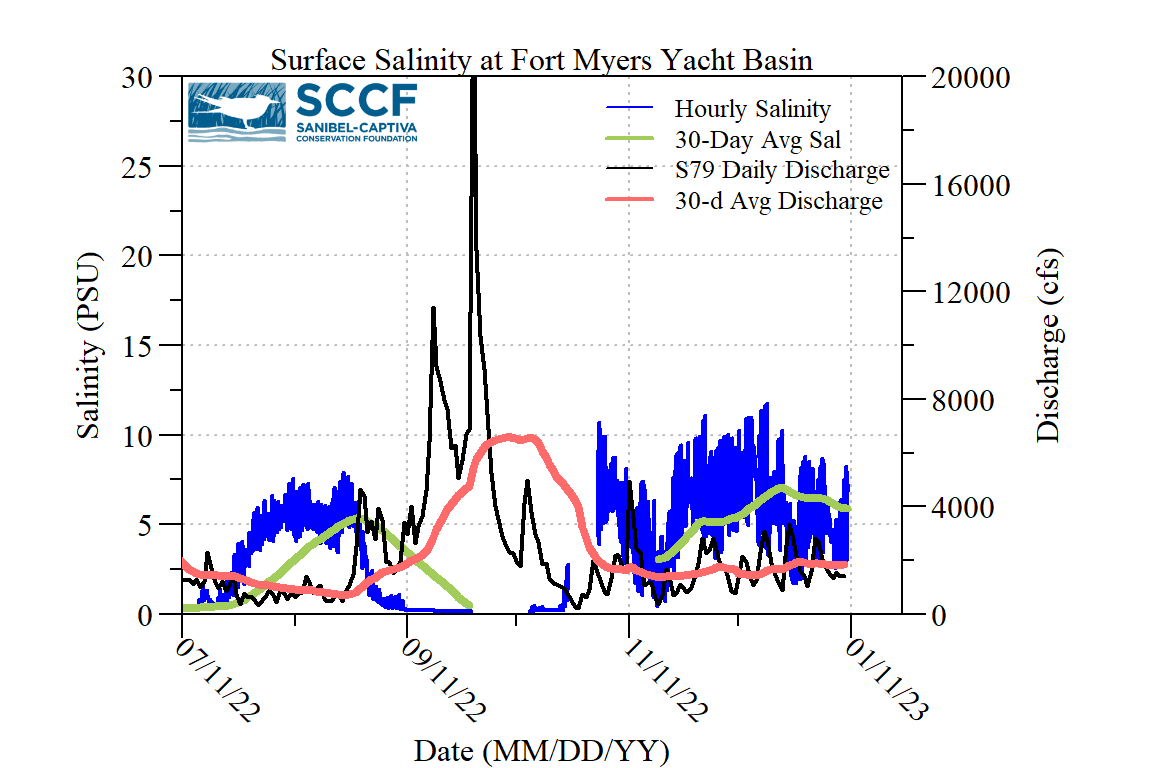 Surface Salinity at Fort Myers Yacht Basin
SCCF
SANIBEL-CAPTIVA
CONSERVATION FOUNDATION
Hourly Salinity
30-Day Avg Sal
S79 Daily Discharge
30-d Avg Discharge
30
25
20
15
10
5
0
Salinity (PSU)
20000
16000
12000
8000
4000
0
Discharge (cfs)
07/11/22
09/11/22
11/11/22
01/11/23
Date (MM/DD/YY)